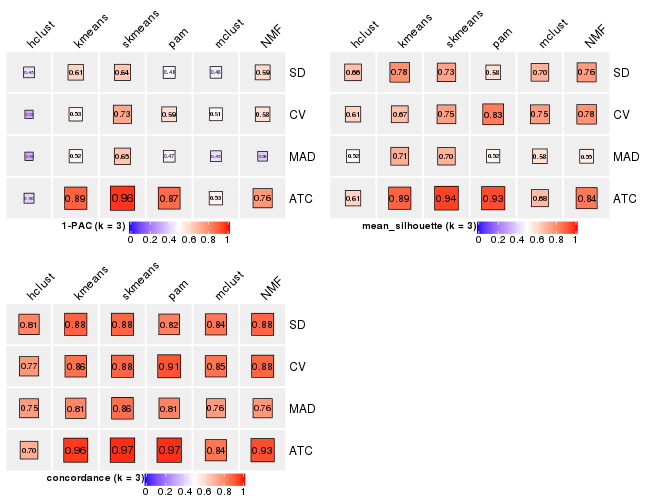 hclust kmeans skmeans pam mclust NMF
0.61 0.64 0.41 0.46 0.59 SD
0.53 0.73 0.59 0.51 0.58 CV
0.52 0.65 0.47 MAD
0.89 0.96 0.87 0.53 0.76 ATC
1-PAC (k = 3)
0 0.2 0.4 0.6 0.8 1
hclust kmeans skmeans pam mclust NMF
0.66 0.78 0.73 0.58 0.70 0.76 SD
0.61 0.67 0.75 0.83 0.75 0.78 CV
0.52 0.71 0.70 0.52 0.58 0.55 MAD
0.61 0.89 0.94 0.93 0.68 0.84 ATC
mean_silhouette (k = 3)
0 0.2 0.4 0.6 0.8 1
hclust kmeans skmeans pam mclust NMF
0.81 0.88 0.88 0.82 0.84 0.88 SD
0.77 0.86 0.88 0.91 0.85 0.88 CV
0.75 0.81 0.86 0.81 0.76 0.76 MAD
0.70 0.96 0.97 0.97 0.84 0.93 ATC
concordance (k = 3)
0 0.2 0.4 0.6 0.8 1